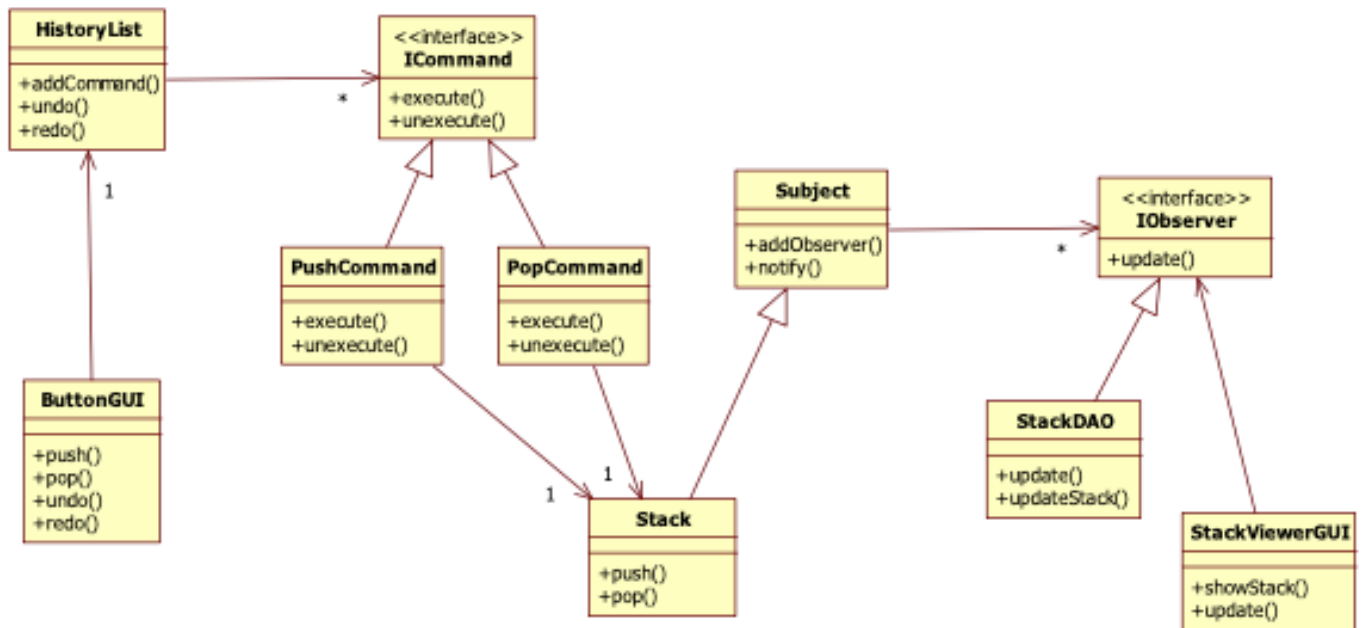 HistoryList
+addCommand()
+undo()
+redo()
<<interface>>
ICommand
+execute()
+unexecute()
*
1
PushCommand
+execute()
+unexecute()
PopCommand
+execute()
+unexecute()
Subject
+addObserver()
+notify()
<<interface>>
IObserver
+update()
*
ButtonGUI
+push()
+pop()
+undo()
+redo()
1
1
Stack
+push()
+pop()
StackDAO
+update()
+updateStack()
StackViewerGUI
+showStack()
+update()